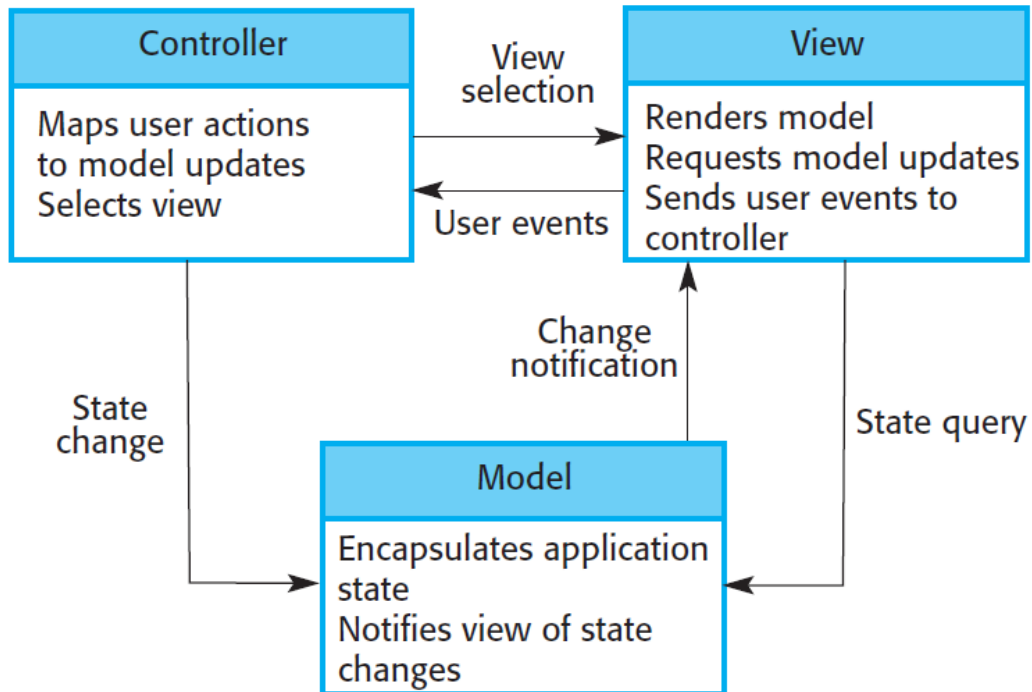 Controller
Maps user actions
to model updates
Selects view
View
selection
User events
View
Renders model
Requests model updates
Sends user events to
controller
State
change
Change
notification
State query
Model
Encapsulates application
state
Notifies view of state
changes